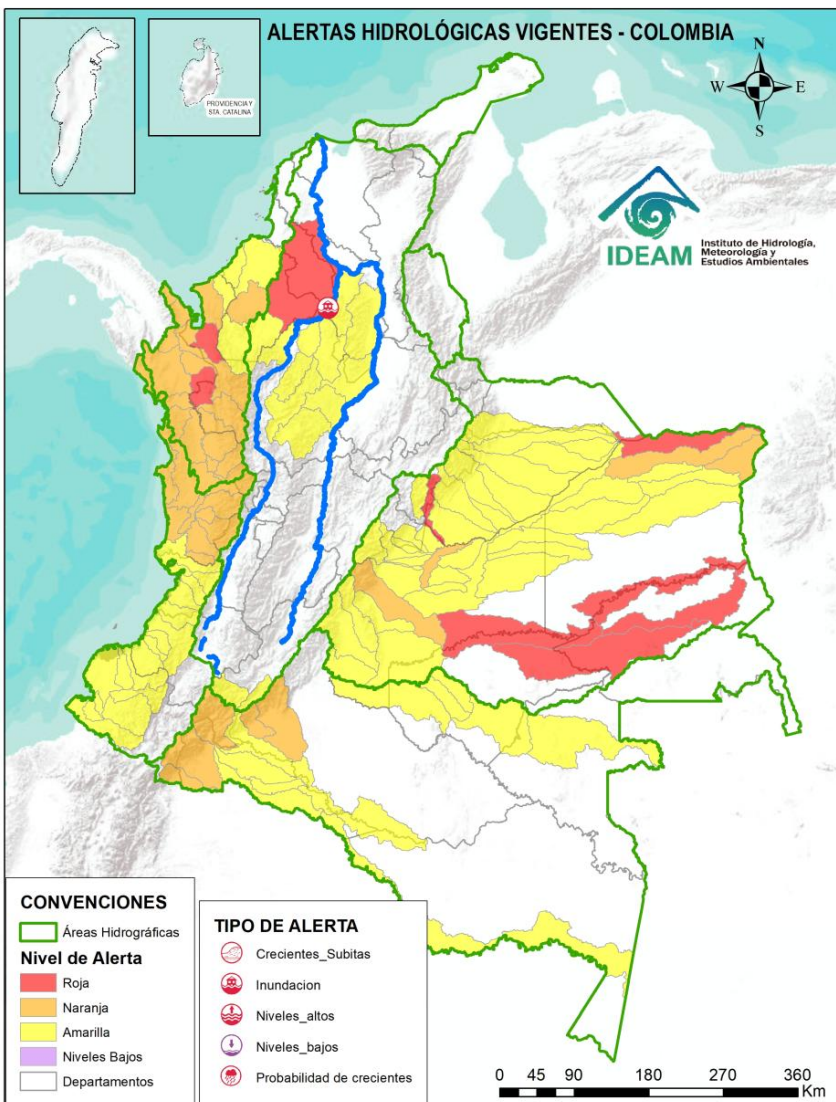 ALERTAS HIDROLÓGICAS VIGENTES - COLOMBIA
PROVIDENCIA Y
STA. CATALINA
N
W
E
S
IDEAM
Instituto de Hidrología,
Meteorología y
Estudios Ambientales
CONVENCIONES
Áreas Hidrográficas
Nivel de Alerta
Roja
Naranja
Amarilla
Niveles Bajos
Departamentos
TIPO DE ALERTA
Crecientes_Subitas
Inundacion
Niveles_altos
Niveles_bajos
Probabilidad de crecientes
0 45 90 180 270 360
Km